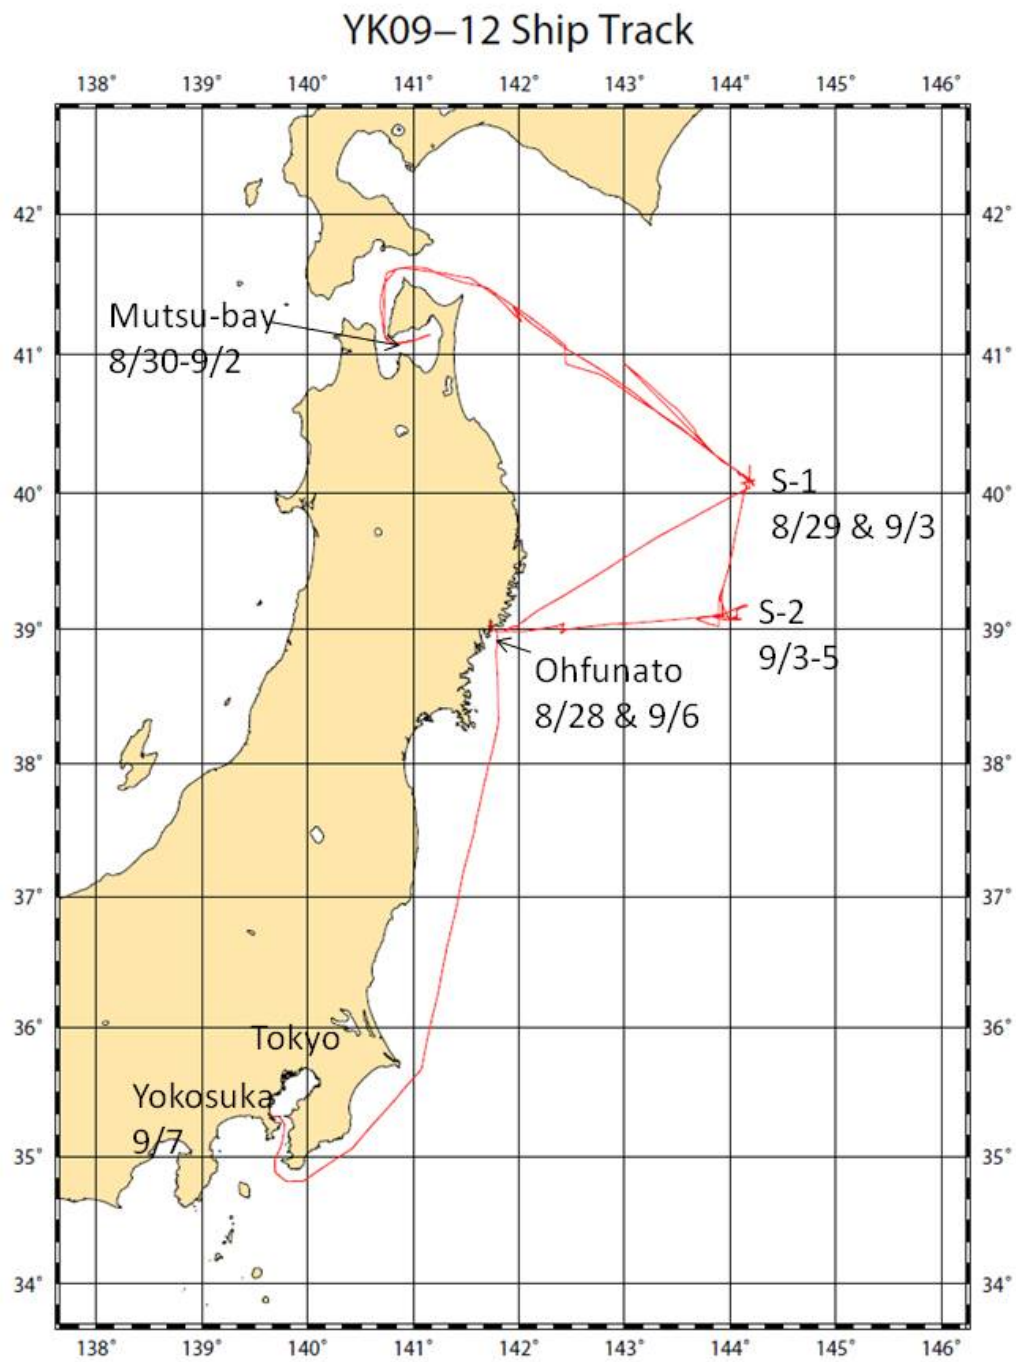 YK09–12 Ship Track
138° 139° 140° 141° 142° 143° 144° 145° 146°
42° 42°
Mutsu-bay
8/30-9/2
41° 41°
S-1
40° 40°
8/29 & 9/3
S-2
39° 39°
9/3-5
Ohfunato
8/28 & 9/6
38° 38°
37° 37°
36° 36°
Tokyo
Yokosuka
9/7
35° 35°
34° 34°
138° 139° 140° 141° 142° 143° 144° 145° 146°